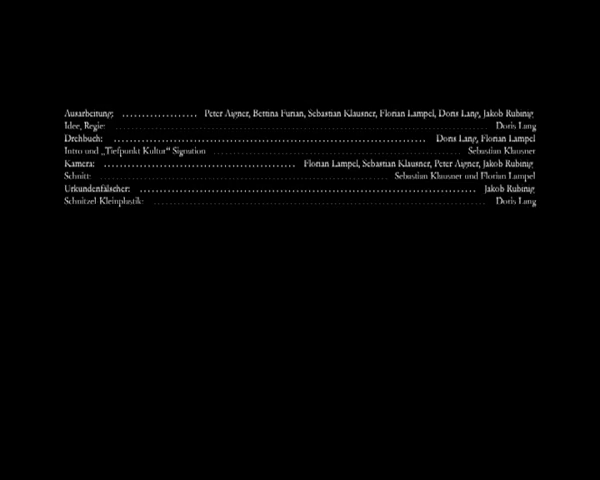 Ausarbeitung: ................... Peter Aigner, Bettina Furian, Sebastian Klausner, Florian Lampel, Doris Lang, Jakob Rubinig
Idee, Regie: ................... Doris Lang
Drehbuch: ................... Doris Lang, Florian Lampel
Intro und „Tiefpunkt Kultur“ Signation ................... Sebastian Klausner
Kamera: ................... Florian Lampel, Sebastian Klausner, Peter Aigner, Jakob Rubinig
Schnitt: ................... Sebastian Klausner und Florian Lampel
Urkundenfälscher: ................... Jakob Rubinig
Schnitzel Kleinplastik: ................... Doris Lang